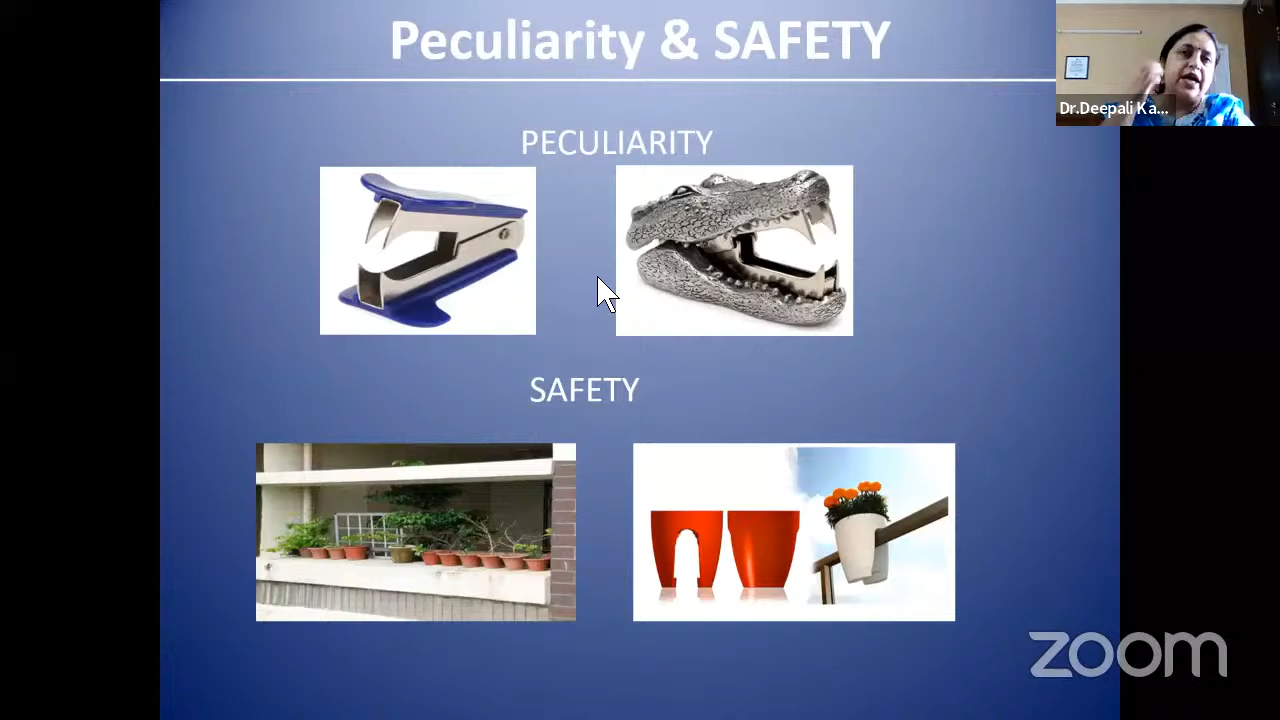 Peculiarity & SAFETY
Dr.Deepali Ka...
PECULIARITY
SAFETY
zoom